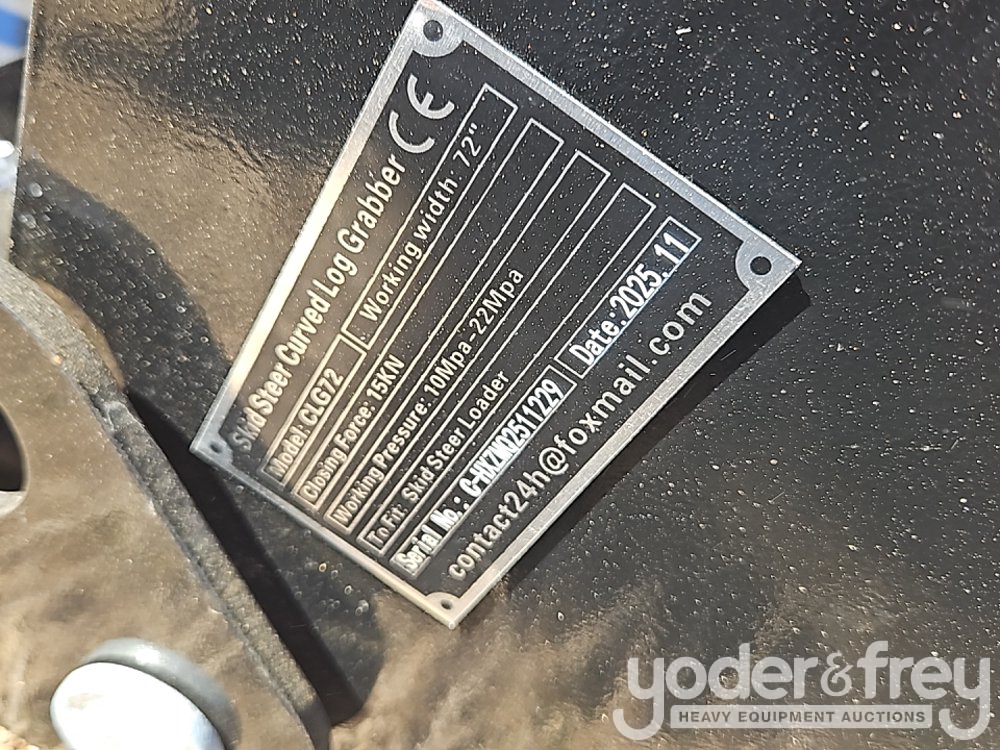 Skid Steer Curved Log Grabber CE
Model: CLG72 Working width 72"
Closing Force: 15KN
Working Pressure: 10Mpa-22Mpa
To Fit: Skid Steer Loader
Serial No.: Date:2025.11
contact24h@foxmail.com
yoder&frey
HEAVY EQUIPMENT AUCTIONS